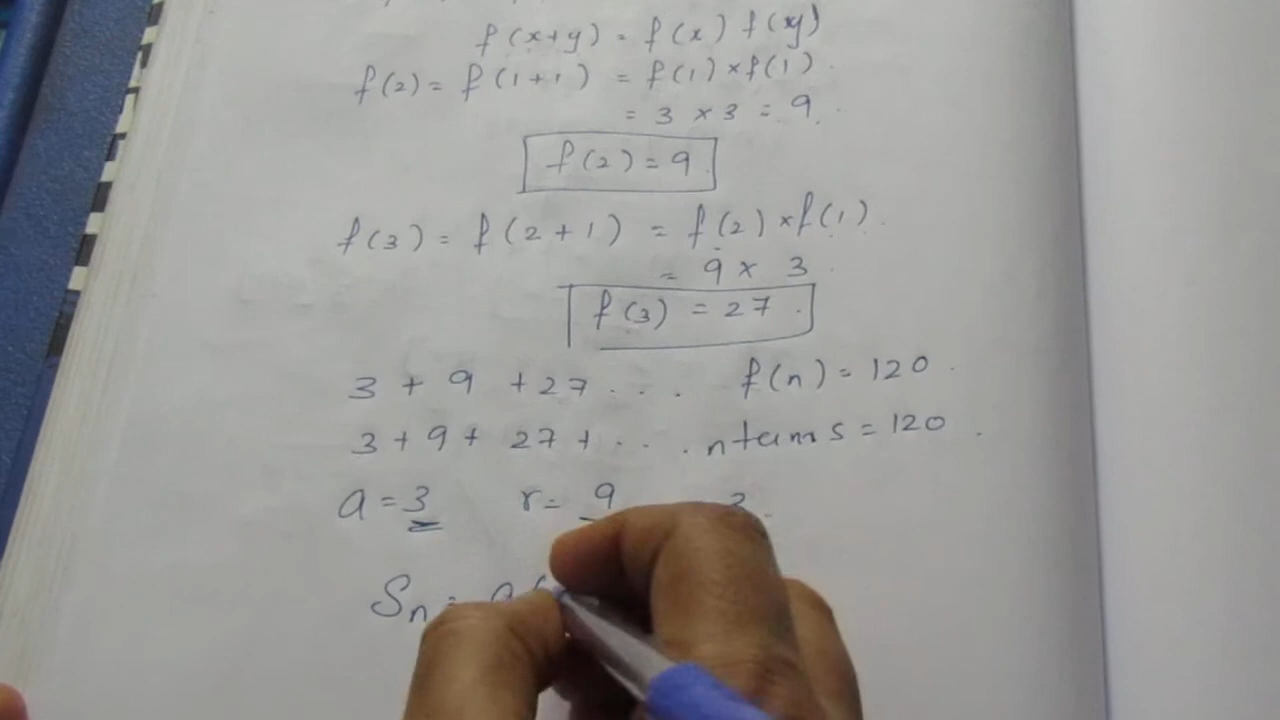 f(x+y) = f(x) f(y)
f(2) = f(1+1) = f(1)×f(1).
= 3 × 3 = 9.
f(2) = 9.
f(3) = f(2+1) = f(2)×f(1).
= 9 × 3.
f(3) = 27.
3 + 9 + 27 . . . . f(n) = 120.
3 + 9 + 27 + . . . n terms = 120.
a = 3 r = 9 3.
Sn = a(